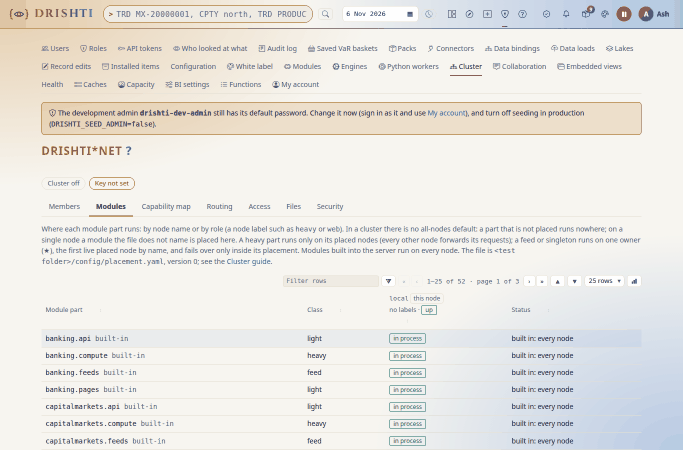 DRISHTI
> TRD MX-20000001, CPTY north, TRD PRODUC
6 Nov 2026
9
A Ash
Users Roles API tokens Who looked at what Audit log Saved VaR baskets Packs Connectors Data bindings Data loads Lakes
Record edits Installed items Configuration White label Modules Engines Python workers Cluster Collaboration Embedded views
Health Caches Capacity BI settings Functions My account
The development admin drishti-dev-admin still has its default password. Change it now (sign in as it and use My account), and turn off seeding in production
(DRISHTI_SEED_ADMIN=false).
DRISHTI*NET ?
Cluster off Key not set
Members Modules Capability map Routing Access Files Security
Where each module part runs: by node name or by role (a node label such as heavy or web). In a cluster there is no all-nodes default: a part that is not placed runs nowhere; on a
single node a module the file does not name is placed here. A heavy part runs only on its placed nodes (every other node forwards its requests); a fed or singleton runs on one owner
(★), the first live placed node by name, and fails over only inside its placement. Modules built into the server run on every node. The file is <test
folder>/config/placement.yaml, version 0; see the Cluster guide.
Filter rows 1–25 of 52 · page 1 of 3 25 rows
local this node
Module part Class no labels · up Status
banking.api built-in light in process built in: every node
banking.compute built-in heavy in process built in: every node
banking.feeds built-in feed in process built in: every node
banking.pages built-in light in process built in: every node
capitalmarkets.api built-in light in process built in: every node
capitalmarkets.compute built-in heavy in process built in: every node
capitalmarkets.feeds built-in feed in process built in: every node